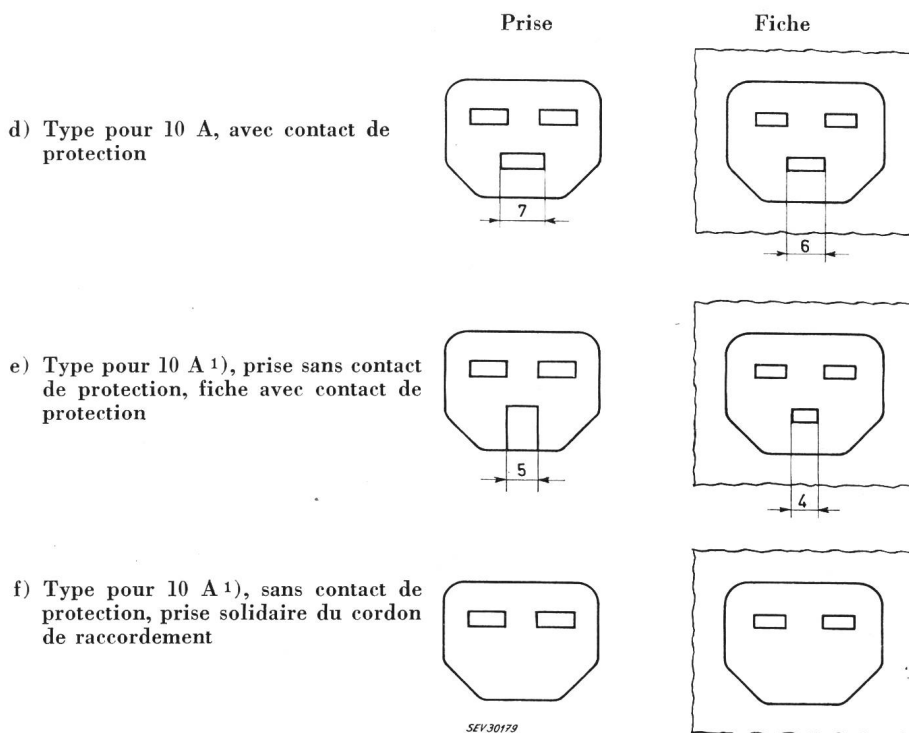 Prise Fiche
d) Type pour 10 A, avec contact de
protection
7
6
e) Type pour 10 A 1), prise sans contact
de protection, fiche avec contact de
protection
5
4
f) Type pour 10 A 1), sans contact de
protection, prise solidaire du cordon
de raccordement
SEV30179